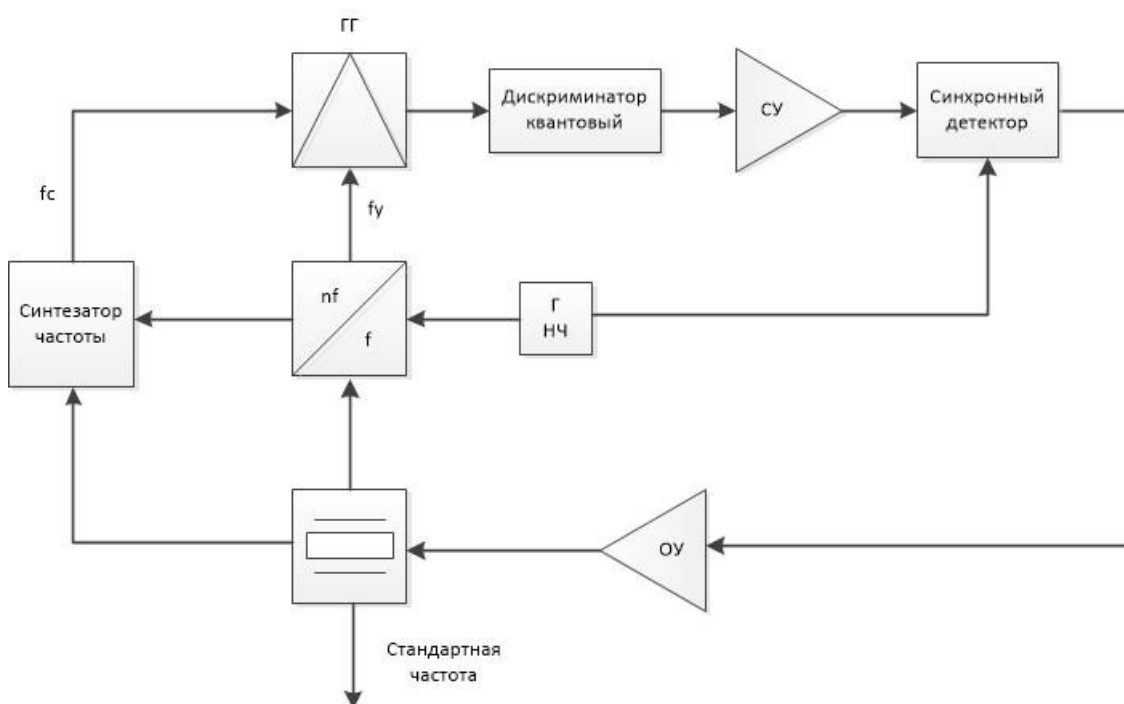 ГГ
Дискриминатор
квантовый
СУ
Синхронный
детектор
fc
fy
Синтезатор
частоты
nf
f
Г
НЧ
ОУ
Стандартная
частота